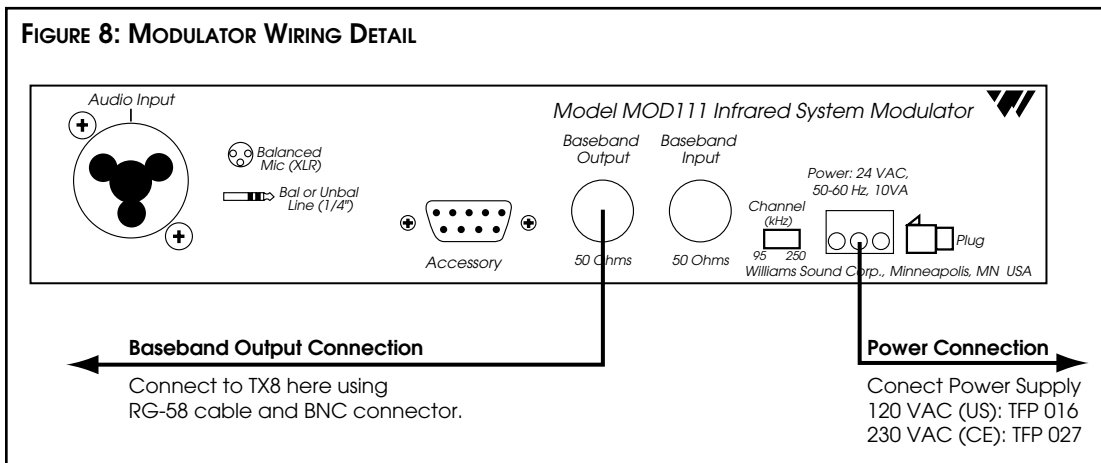 FIGURE 8: MODULATOR WIRING DETAIL
Audio Input
Balanced
Mic (XLR)
Bal or Unbal
Line (1/4")
Accessory
Model MOD111 Infrared System Modulator
Baseband
Output
50 Ohms
Baseband
Input
50 Ohms
Channel
(kHz)
95 250
Power: 24 VAC,
50-60 Hz, 10VA
Plug
Williams Sound Corp., Minneapolis, MN USA
Baseband Output Connection
Connect to TX8 here using
RG-58 cable and BNC connector.
Power Connection
Conect Power Supply
120 VAC (US): TFP 016
230 VAC (CE): TFP 027